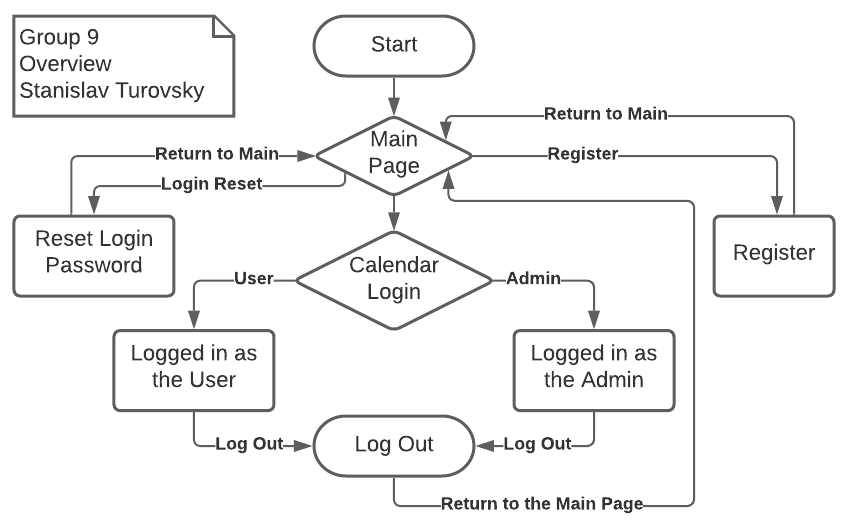 Group 9
Overview
Stanislav Turovsky
Start
Return to Main
Main
Page
Return to Main
Register
Login Reset
Reset Login
Password
Register
Calendar
Login
User
Admin
Logged in as
the User
Logged in as
the Admin
Log Out
Log Out
Log Out
Return to the Main Page